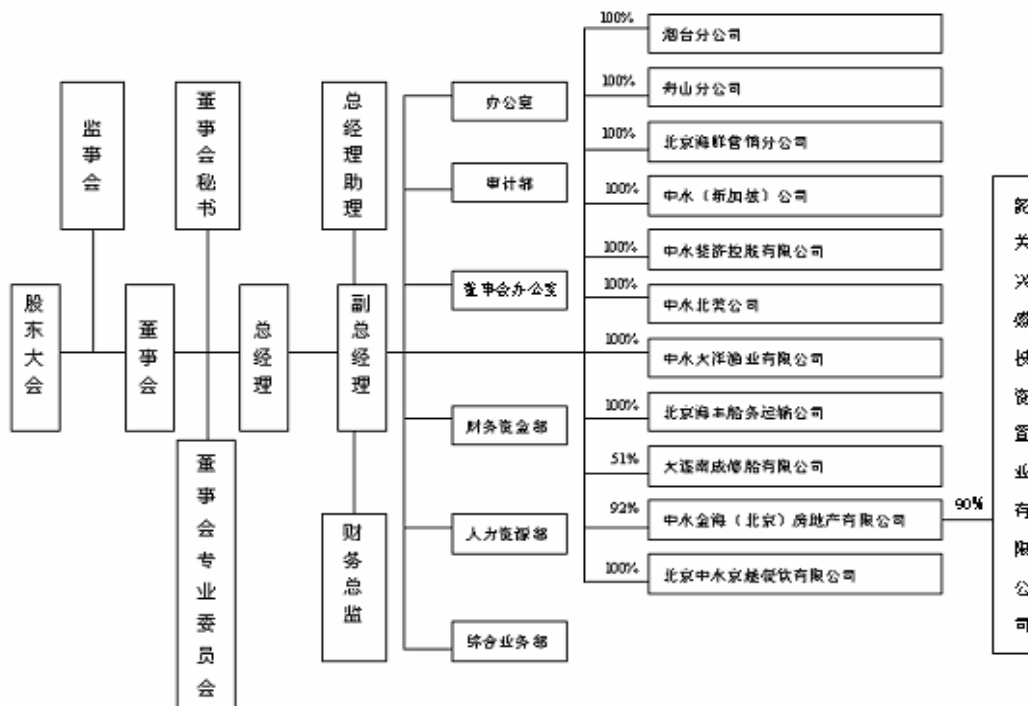 监事会
董事会秘书
总经理助理
股东大会
董事会
总经理
副总经理
董事会专业委员会
财务总监
办公室
审计部
董事会办公室
财务资金部
人力资源部
综合业务部
100% 烟台分公司
100% 舟山分公司
100% 北京海鲜营销分公司
100% 中水（新加坡）公司
100% 中水斐济控股有限公司
100% 中水北美公司
100% 中水大洋渔业有限公司
100% 北京海丰船务运输公司
51% 大连南成修船有限公司
92% 中水金海（北京）房地产有限公司
100% 北京中水京越餐饮有限公司
90%
关兴投资置业有限公司